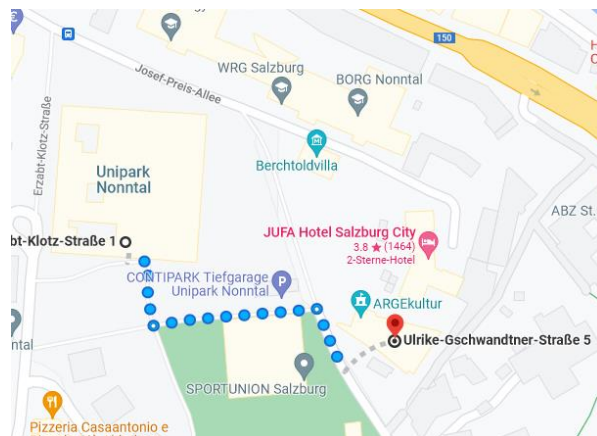 150
WRG Salzburg
BORG Nonntal
Josef-Preis-Allee
Erzabt-Klotz-Straße
Unipark
Nonntal
Berchtoldvilla
ABZ St.
bt-Klotz-Straße 1
JUFA Hotel Salzburg City
3.8 ★ (1464)
2-Sterne-Hotel
CONTIPARK Tiefgarage
Unipark Nonntal
P
ARGEkultur
Ulrike-Gschwandtner-Straße 5
ntal
SPORTUNION Salzburg
Pizzeria Casaantonio e